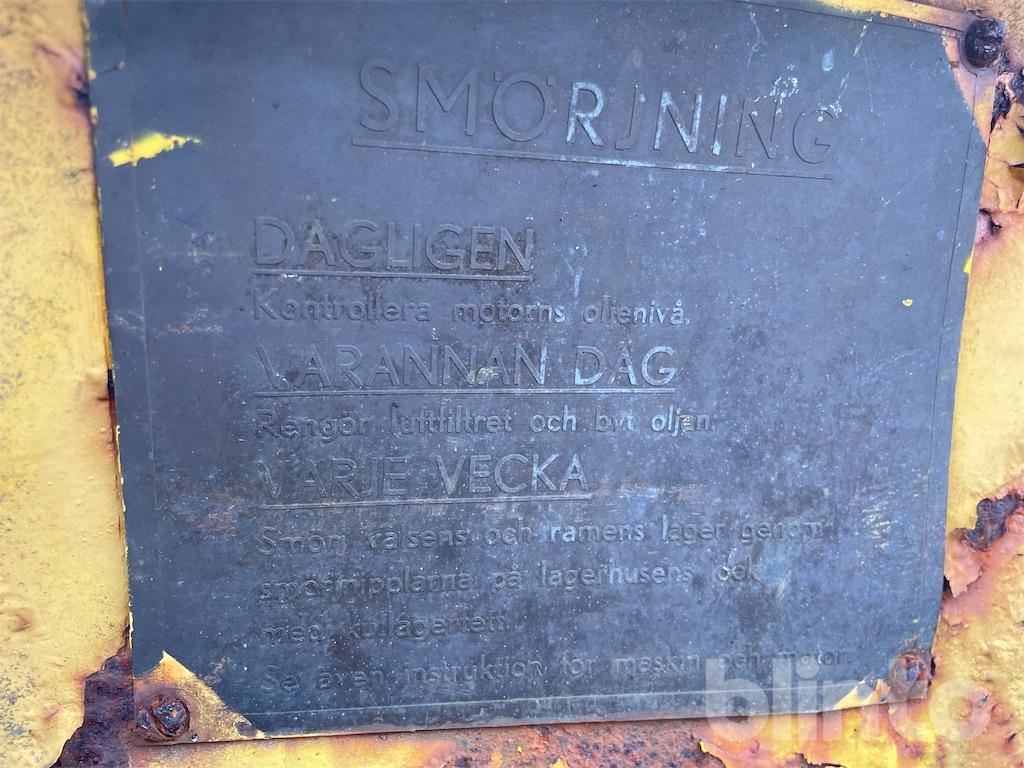 SMÖRJNING
DAGLIGEN
Kontrollera motorns oljenivå.
VARANNAN DAG
Rengör luftfiltret och byt oljan.
VARJE VECKA
Smörj valsens och ramens lager genom
smörjnipplarna på lagerhusens lock
med kullagerfett.
Se även instruktion för maskin och motor.
blinto